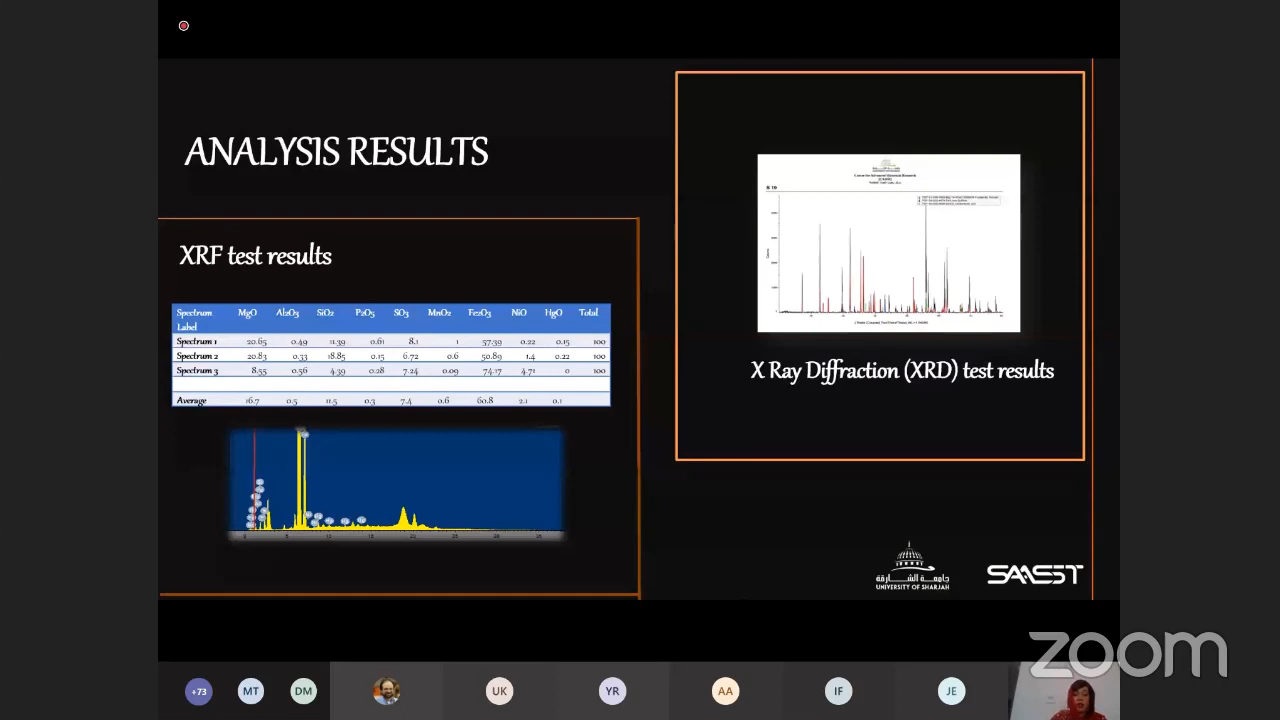 ANALYSIS RESULTS
XRF test results
Spectrum Label MgO Al₂O₃ SiO₂ P₂O₅ SO₃ MnO₂ Fe₂O₃ NiO HgO Total
Spectrum 1 20.65 0.49 11.39 0.61 8.1 1 57.39 0.22 0.15 100
Spectrum 2 20.83 0.33 18.85 0.15 6.72 0.6 50.89 1.4 0.22 100
Spectrum 3 8.55 0.56 4.39 0.28 7.24 0.09 74.17 4.71 0 100
Average 16.7 0.5 11.5 0.3 7.4 0.6 60.8 2.1 0.1
X Ray Diffraction (XRD) test results
جامعة الشارقة
UNIVERSITY OF SHARJAH
SAASST
zoom
+73 MT DM UK YR AA IF JE